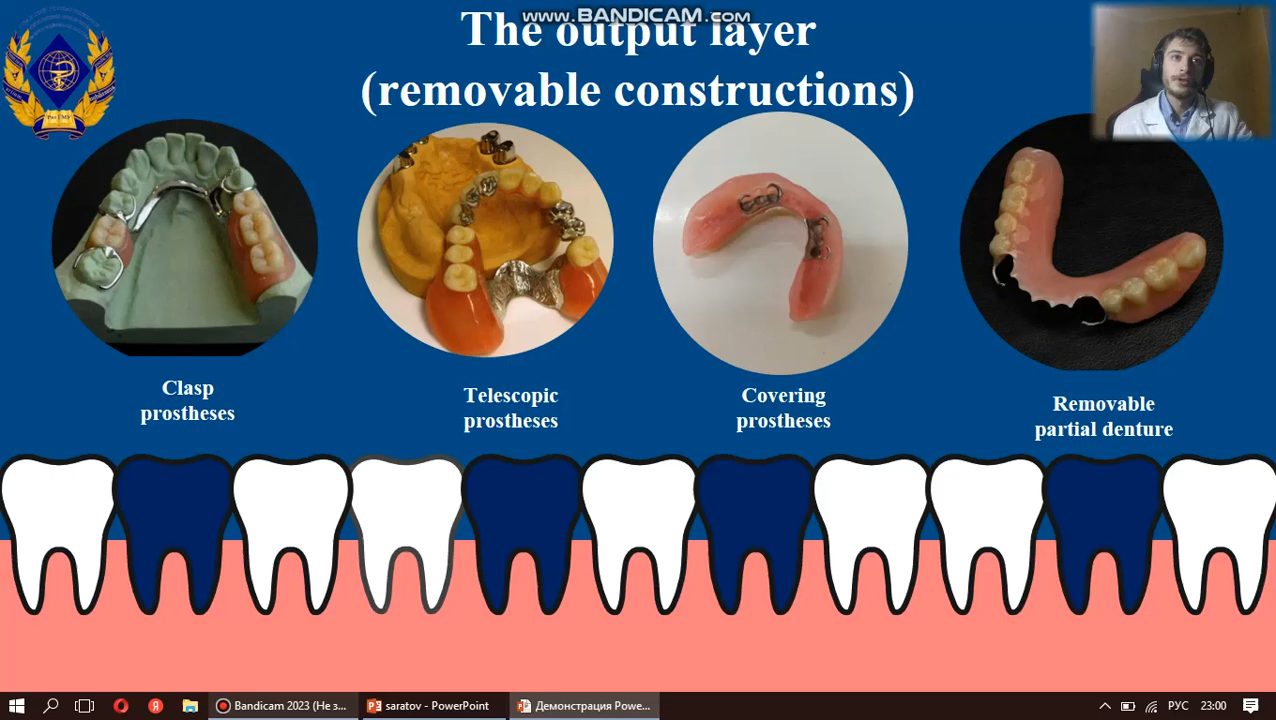 www.BANDICAM.com
The output layer
(removable constructions)
Clasp
prostheses
Telescopic
prostheses
Covering
prostheses
Removable
partial denture
Bandicam 2023 (Не з...
saratov - PowerPoint
Демонстрация Powe...
РУС
23:00